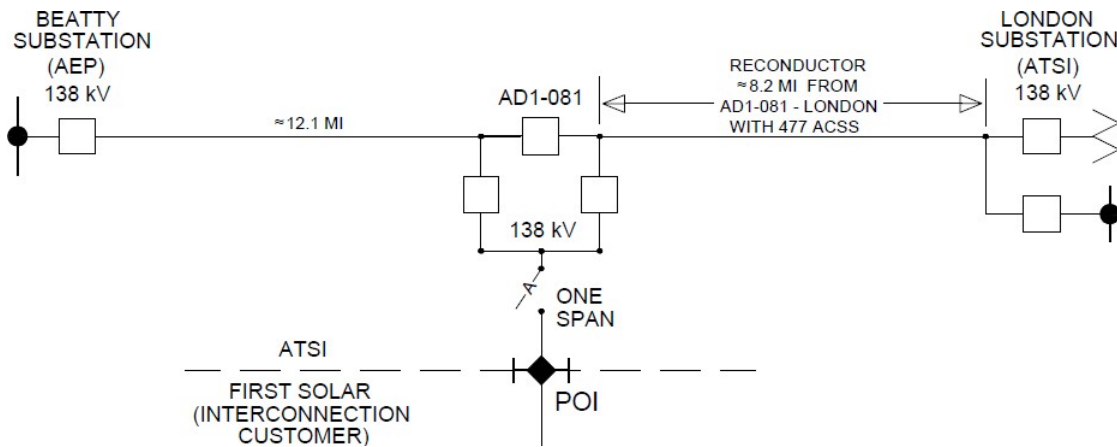 BEATTY
SUBSTATION
(AEP)
138 kV
≈12.1 MI
AD1-081
RECONDUCTOR
≈8.2 MI FROM
AD1-081 - LONDON
WITH 477 ACSS
LONDON
SUBSTATION
(ATSI)
138 kV
138 kV
A
ONE
SPAN
ATSI
FIRST SOLAR
(INTERCONNECTION
CUSTOMER)
POI